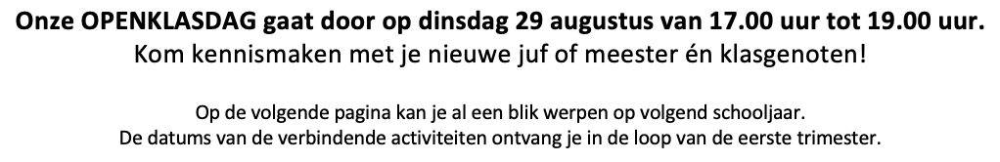 Onze OPENKLASDAG gaat door op dinsdag 29 augustus van 17.00 uur tot 19.00 uur.
Kom kennismaken met je nieuwe juf of meester én klasgenoten!
Op de volgende pagina kan je al een blik werpen op volgend schooljaar.
De datums van de verbindende activiteiten ontvang je in de loop van de eerste trimester.